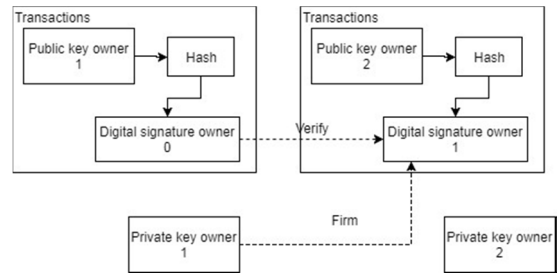 Transactions
Public key owner
1
Hash
Digital signature owner
0
Verify
Transactions
Public key owner
2
Hash
Digital signature owner
1
Firm
Private key owner
1
Private key owner
2